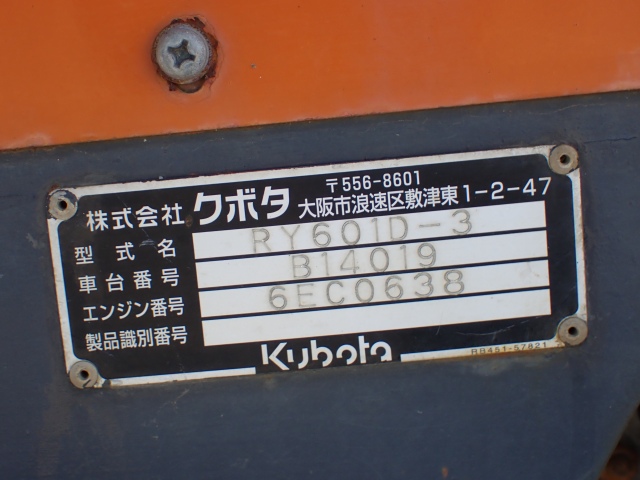 株式会社 クボタ 〒556-8601
大阪市浪速区敷津東1-2-47
型式名 RY601D-3
車台番号 B14019
エンジン番号 6EC0638
製品識別番号
Kubota
RB461-57821